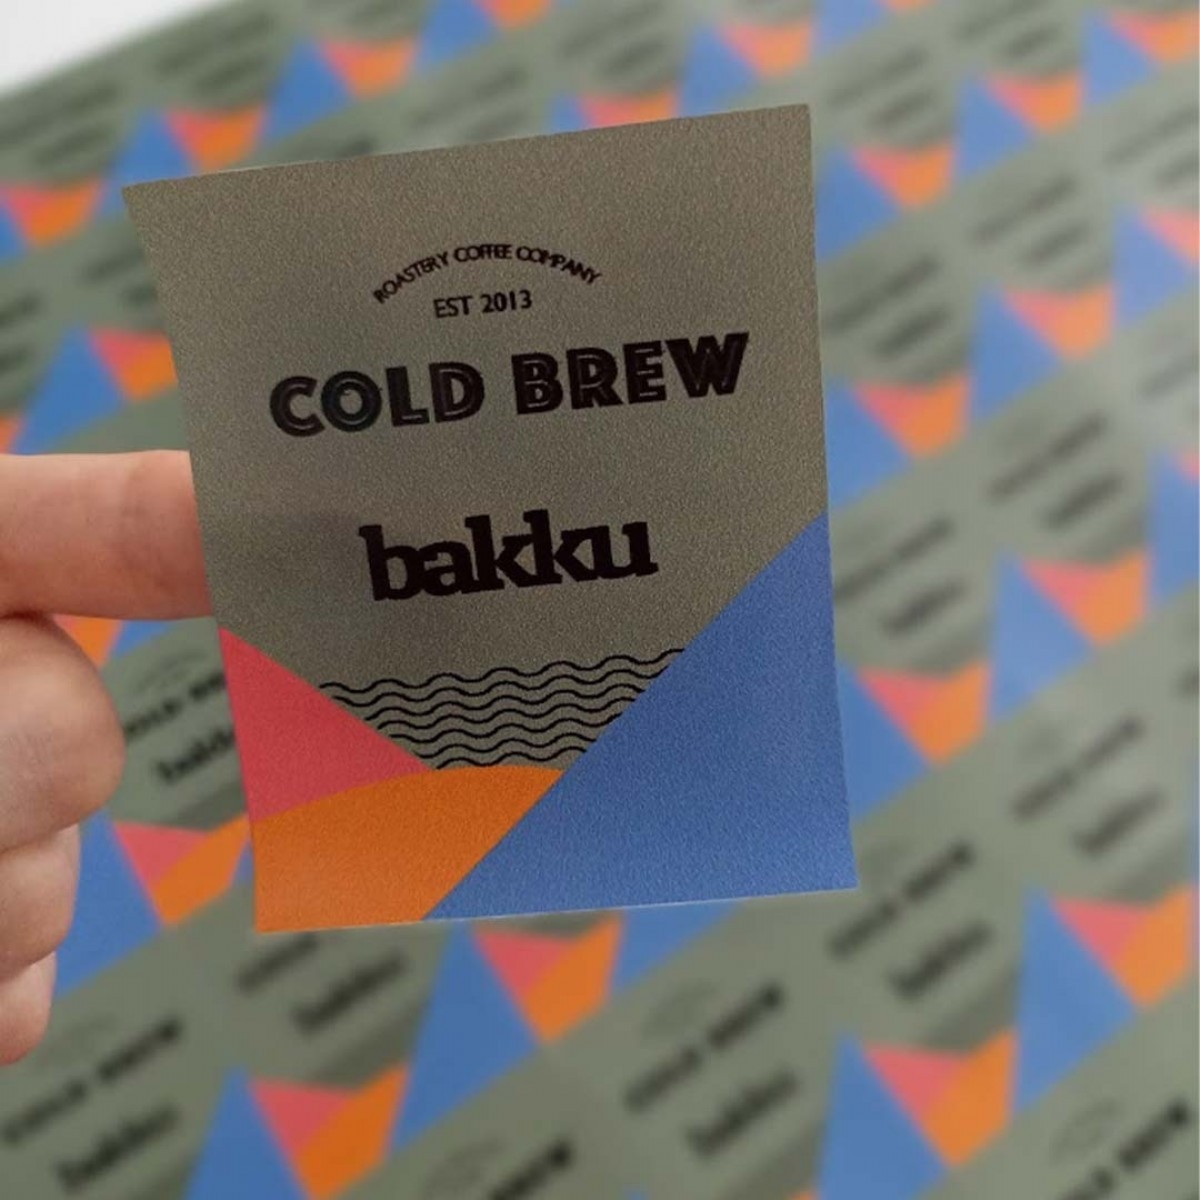 ROASTERY COFFEE COMPANY
EST 2013
COLD BREW
bakku